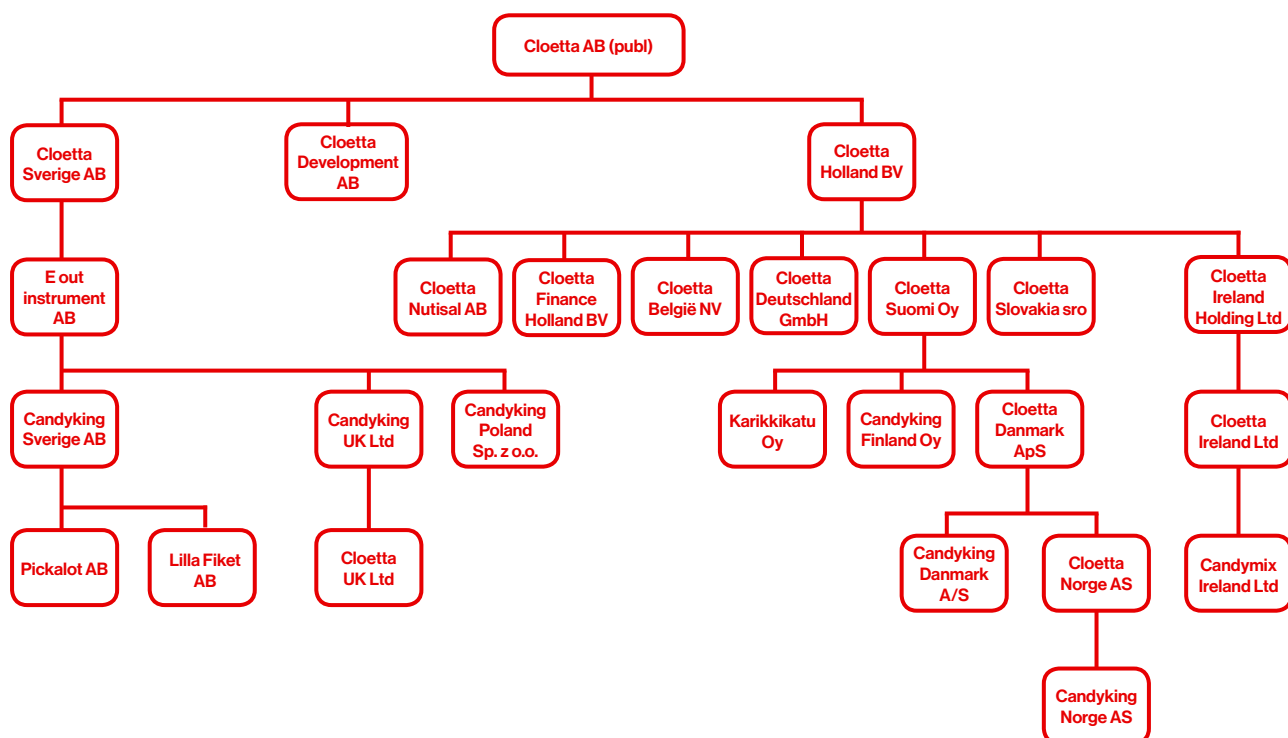 Cloetta AB (publ)
Cloetta
Sverige AB
Cloetta
Development
AB
Cloetta
Holland BV
E out
instrument
AB
Cloetta
Nutisal AB
Cloetta
Finance
Holland BV
Cloetta
België NV
Cloetta
Deutschland
GmbH
Cloetta
Suomi Oy
Cloetta
Slovakia sro
Cloetta
Ireland
Holding Ltd
Candyking
Sverige AB
Candyking
UK Ltd
Candyking
Poland
Sp. z o.o.
Karikkikatu
Oy
Candyking
Finland Oy
Cloetta
Danmark
ApS
Cloetta
Ireland Ltd
Pickalot AB
Lilla Fiket
AB
Cloetta
UK Ltd
Candyking
Danmark
A/S
Cloetta
Norge AS
Candymix
Ireland Ltd
Candyking
Norge AS